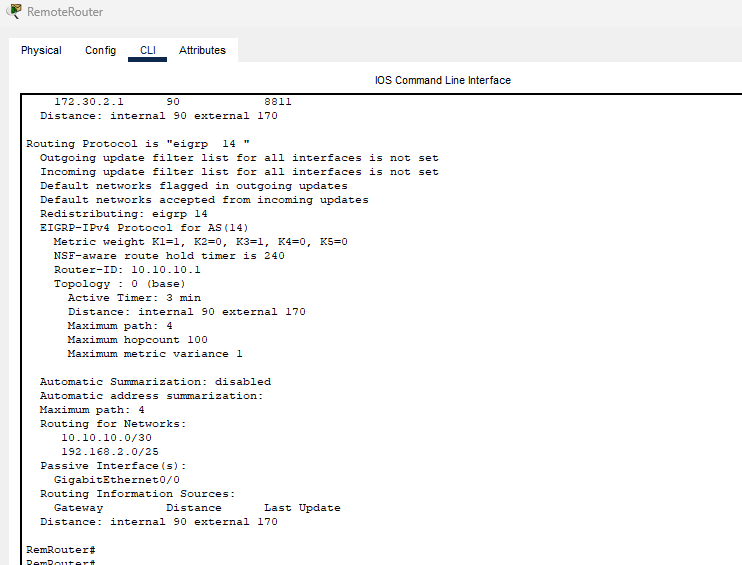 RemoteRouter
Physical Config CLI Attributes
IOS Command Line Interface
172.30.2.1 90 8811
Distance: internal 90 external 170
Routing Protocol is "eigrp 14 "
Outgoing update filter list for all interfaces is not set
Incoming update filter list for all interfaces is not set
Default networks flagged in outgoing updates
Default networks accepted from incoming updates
Redistributing: eigrp 14
EIGRP-IPv4 Protocol for AS(14)
Metric weight K1=1, K2=0, K3=1, K4=0, K5=0
NSF-aware route hold timer is 240
Router-ID: 10.10.10.1
Topology : 0 (base)
Active Timer: 3 min
Distance: internal 90 external 170
Maximum path: 4
Maximum hopcount 100
Maximum metric variance 1
Automatic Summarization: disabled
Automatic address summarization:
Maximum path: 4
Routing for Networks:
10.10.10.0/30
192.168.2.0/25
Passive Interface(s):
GigabitEthernet0/0
Routing Information Sources:
Gateway Distance Last Update
Distance: internal 90 external 170
RemRouter#
RemRouter#